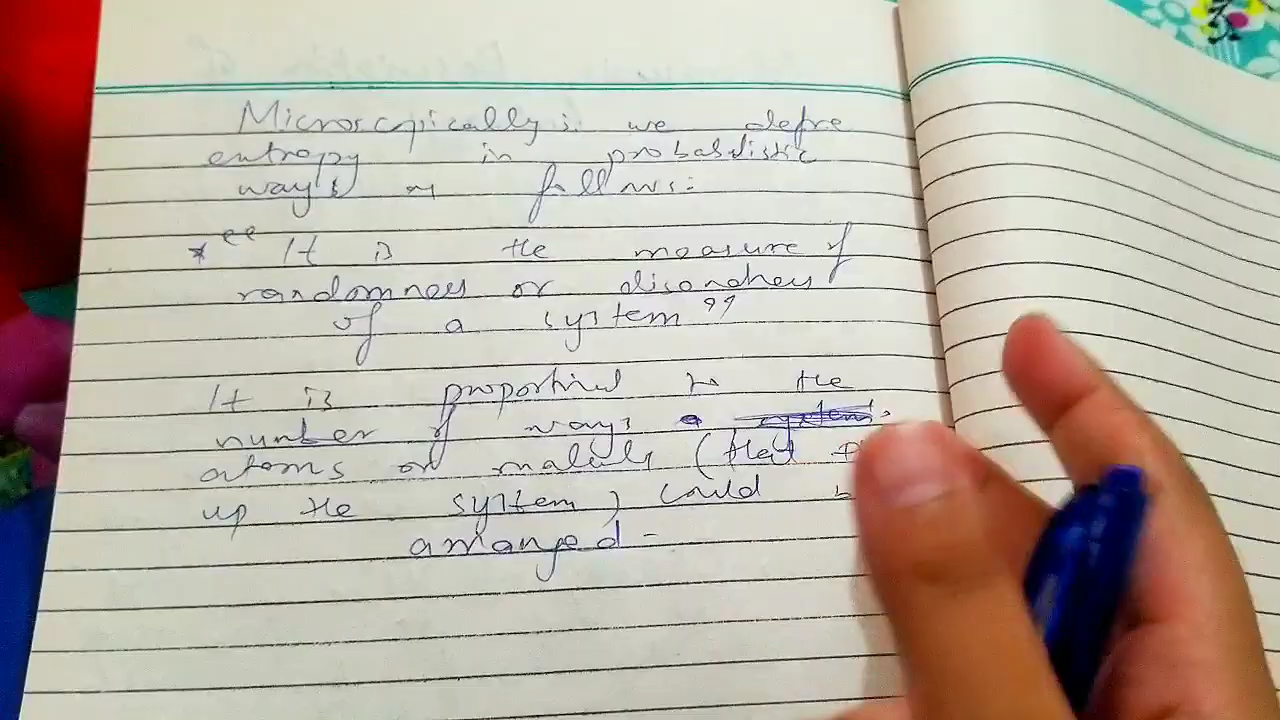 Microscopically; we define
entropy in probabilistic
ways as follows:-
* "It is the measure of
randomness or disorderness
of a system"
It is proportional to the
number of ways
atoms or molecules (that
up the system) could
arranged -